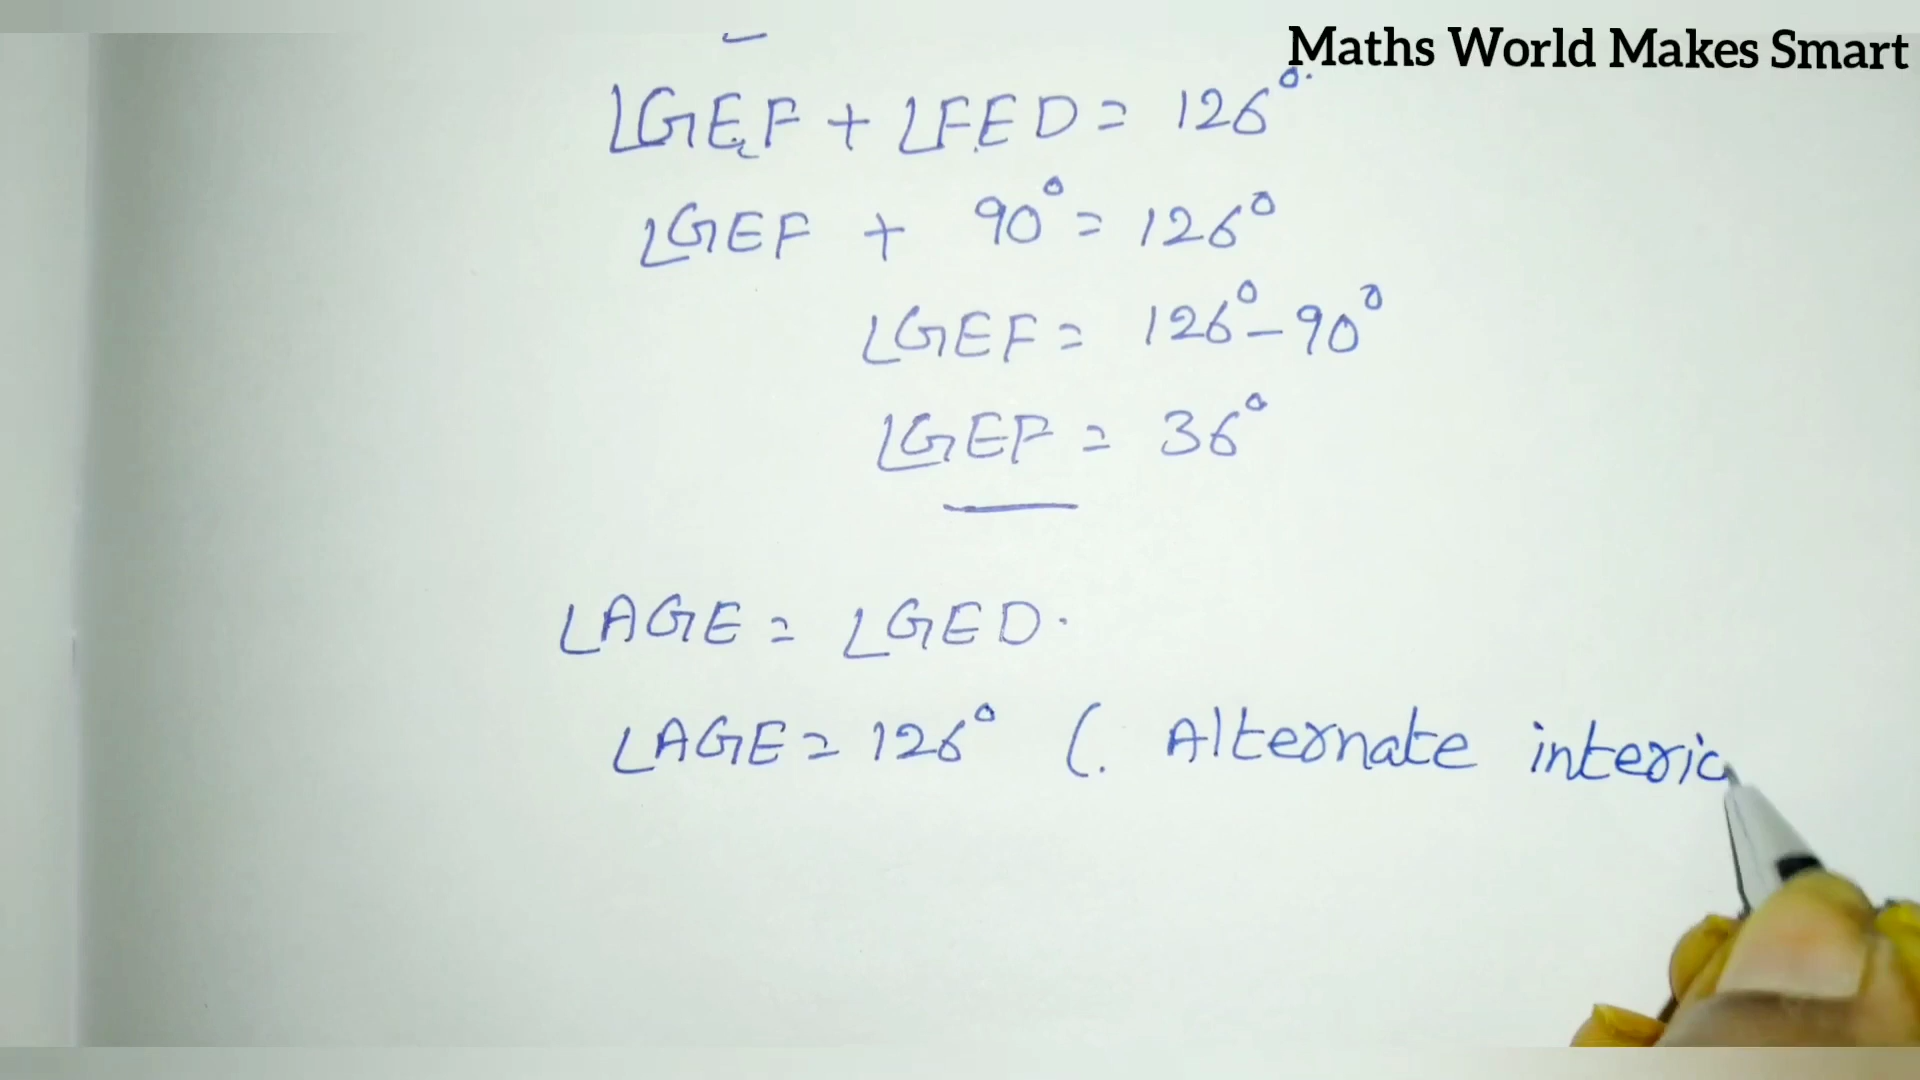 Maths World Makes Smart
∠GEF + ∠FED = 126°.
∠GEF + 90° = 126°
∠GEF = 126° - 90°
∠GEF = 36°
∠AGE = ∠GED.
∠AGE = 126° (. Alternate interio